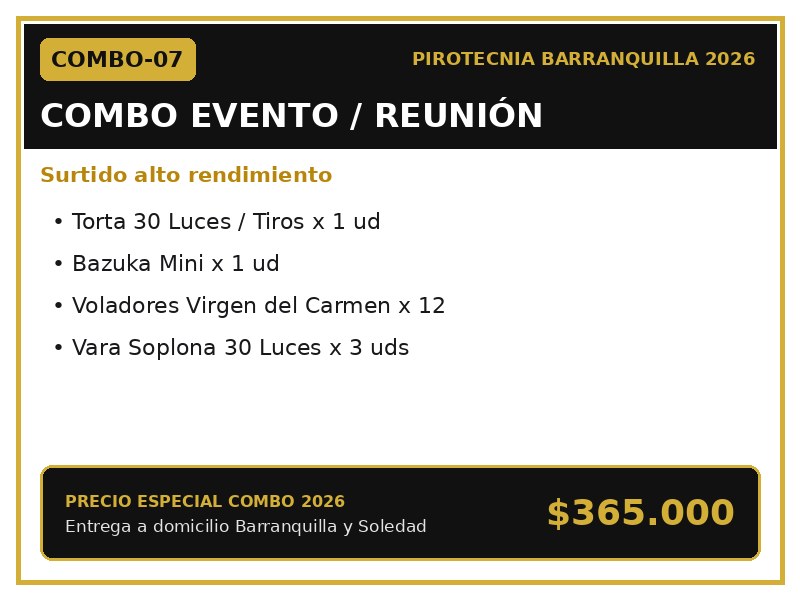 COMBO-07
PIROTECNIA BARRANQUILLA 2026
COMBO EVENTO / REUNIÓN
Surtido alto rendimiento
• Torta 30 Luces / Tiros x 1 ud
• Bazuka Mini x 1 ud
• Voladores Virgen del Carmen x 12
• Vara Soplona 30 Luces x 3 uds
PRECIO ESPECIAL COMBO 2026
Entrega a domicilio Barranquilla y Soledad
$365.000